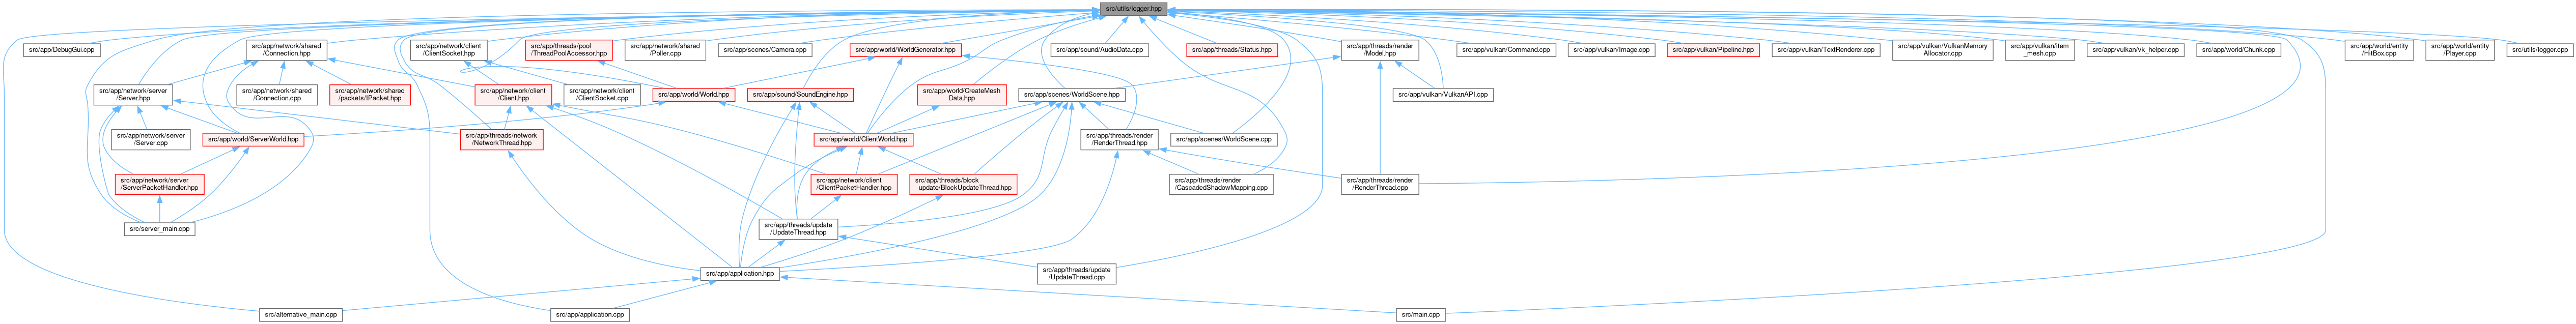 src/utils/logger.hpp
src/app/DebugGui.cpp
src/app/network/shared
/Connection.hpp
src/app/network/client
/ClientSocket.hpp
src/app/threads/pool
/ThreadPoolAccessor.hpp
src/app/network/shared
/Poller.cpp
src/app/scenes/Camera.cpp
src/app/world/WorldGenerator.hpp
src/app/sound/AudioData.cpp
src/app/threads/Status.hpp
src/app/threads/render
/Model.hpp
src/app/vulkan/Command.cpp
src/app/vulkan/Image.cpp
src/app/vulkan/Pipeline.hpp
src/app/vulkan/TextRenderer.cpp
src/app/vulkan/VulkanMemory
Allocator.cpp
src/app/vulkan/item
_mesh.cpp
src/app/vulkan/vk_helper.cpp
src/app/world/Chunk.cpp
src/app/world/entity
/HitBox.cpp
src/app/world/entity
/Player.cpp
src/utils/logger.cpp
src/app/network/server
/Server.hpp
src/app/network/shared
/Connection.cpp
src/app/network/shared
/packets/IPacket.hpp
src/app/network/client
/Client.hpp
src/app/network/client
/ClientSocket.cpp
src/app/world/World.hpp
src/app/sound/SoundEngine.hpp
src/app/world/CreateMesh
Data.hpp
src/app/scenes/WorldScene.hpp
src/app/vulkan/VulkanAPI.cpp
src/app/network/server
/Server.cpp
src/app/world/ServerWorld.hpp
src/app/threads/network
/NetworkThread.hpp
src/app/world/ClientWorld.hpp
src/app/threads/render
/RenderThread.hpp
src/app/scenes/WorldScene.cpp
src/app/network/server
/ServerPacketHandler.hpp
src/app/network/client
/ClientPacketHandler.hpp
src/app/threads/block
_update/BlockUpdateThread.hpp
src/app/threads/render
/CascadedShadowMapping.cpp
src/app/threads/render
/RenderThread.cpp
src/server_main.cpp
src/app/threads/update
/UpdateThread.hpp
src/app/application.hpp
src/app/threads/update
/UpdateThread.cpp
src/alternative_main.cpp
src/app/application.cpp
src/main.cpp